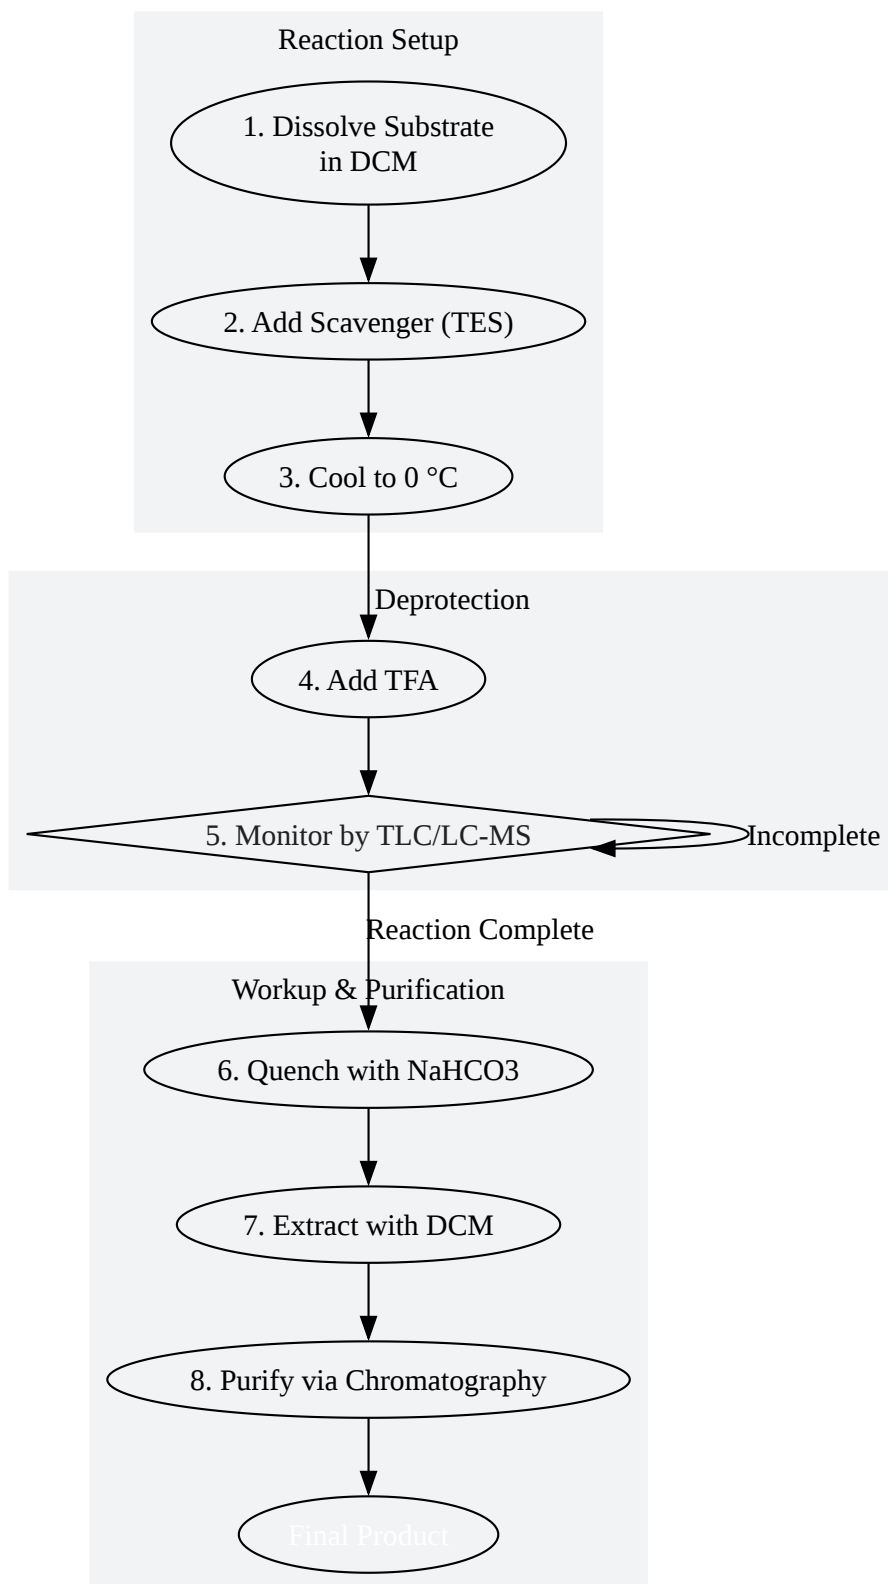 Reaction Setup
1. Dissolve Substrate
in DCM
2. Add Scavenger (TES)
3. Cool to 0 °C
Deprotection
4. Add TFA
5. Monitor by TLC/LC-MS
Incomplete
Reaction Complete
Workup & Purification
6. Quench with NaHCO3
7. Extract with DCM
8. Purify via Chromatography
Final Product